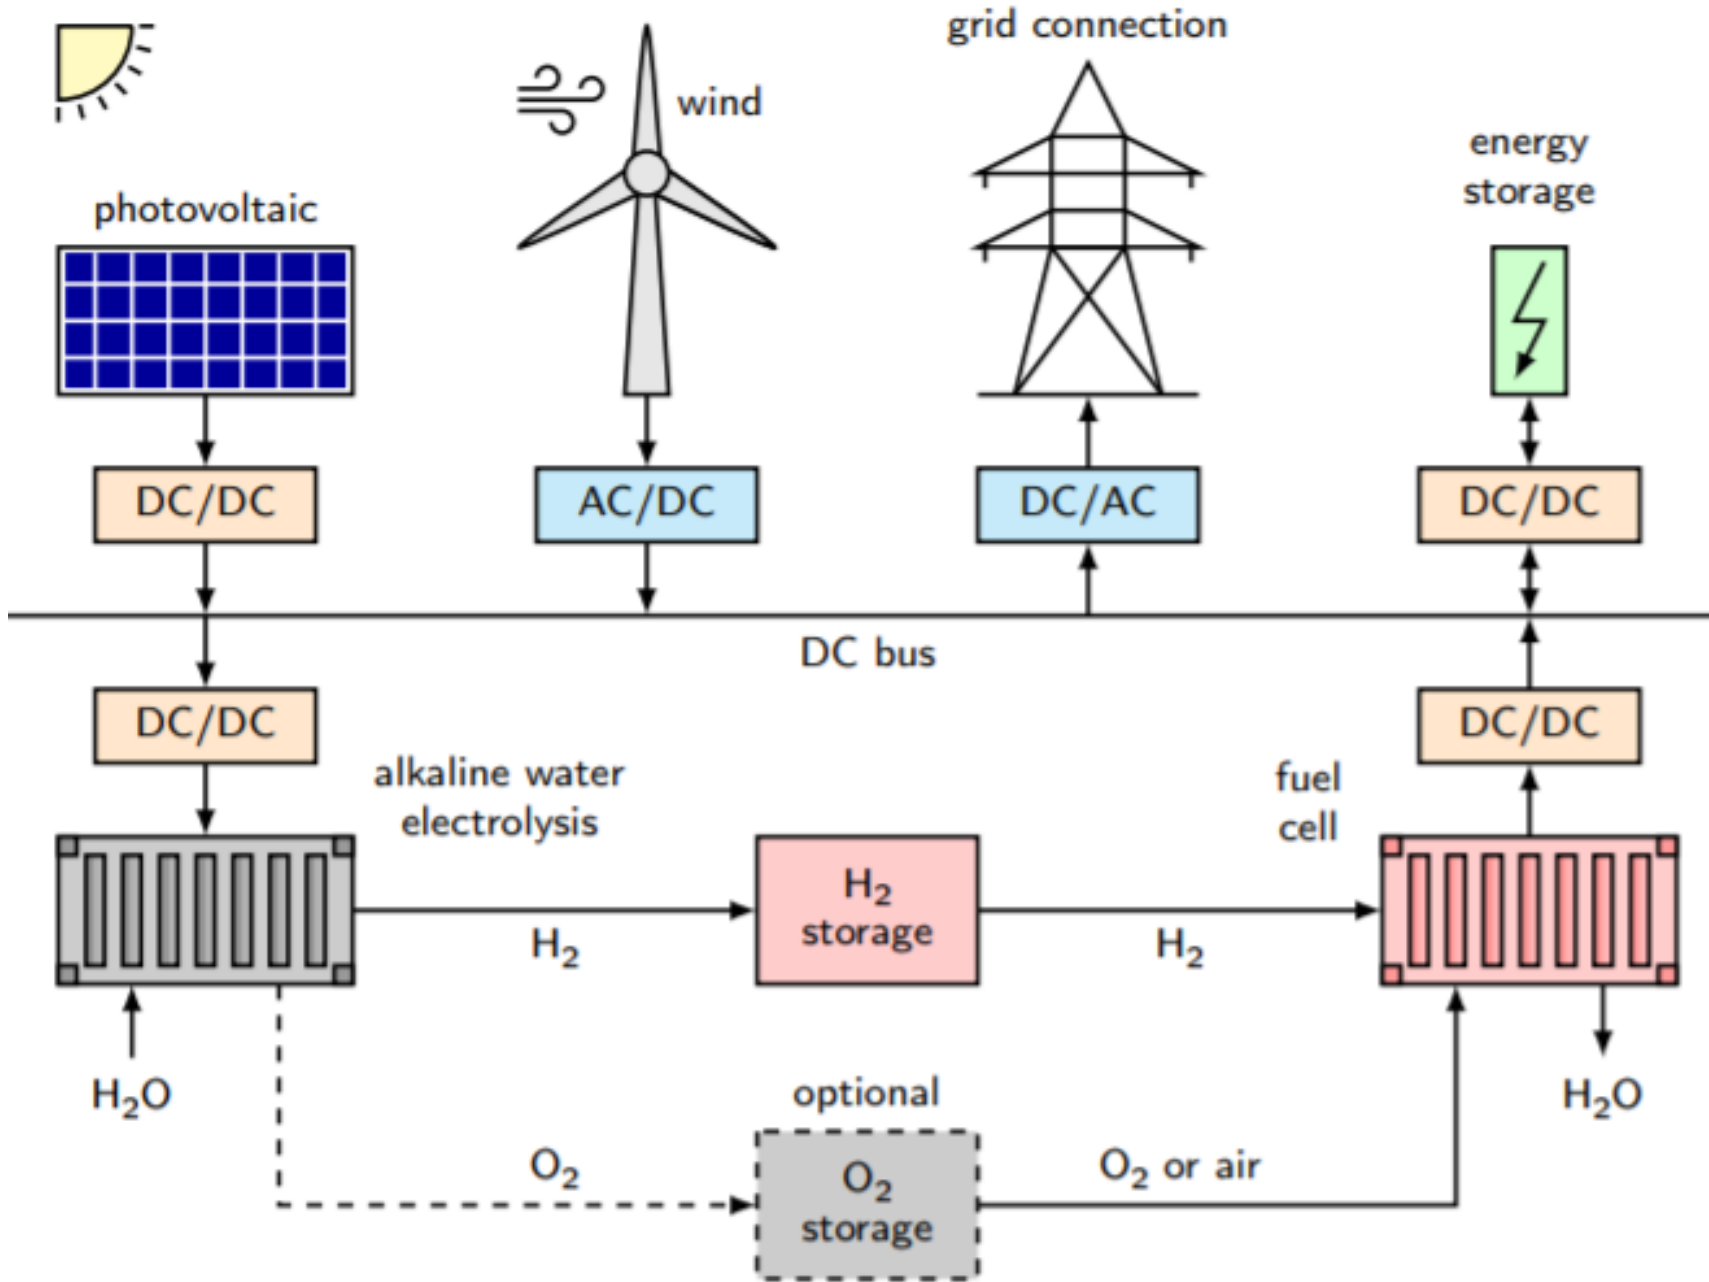 grid connection
wind
energy
storage
photovoltaic
DC/DC
AC/DC
DC/AC
DC/DC
DC bus
DC/DC
DC/DC
alkaline water
electrolysis
fuel
cell
H₂
storage
H₂
H₂
H₂O
H₂O
optional
O₂
O₂ or air
O₂
storage